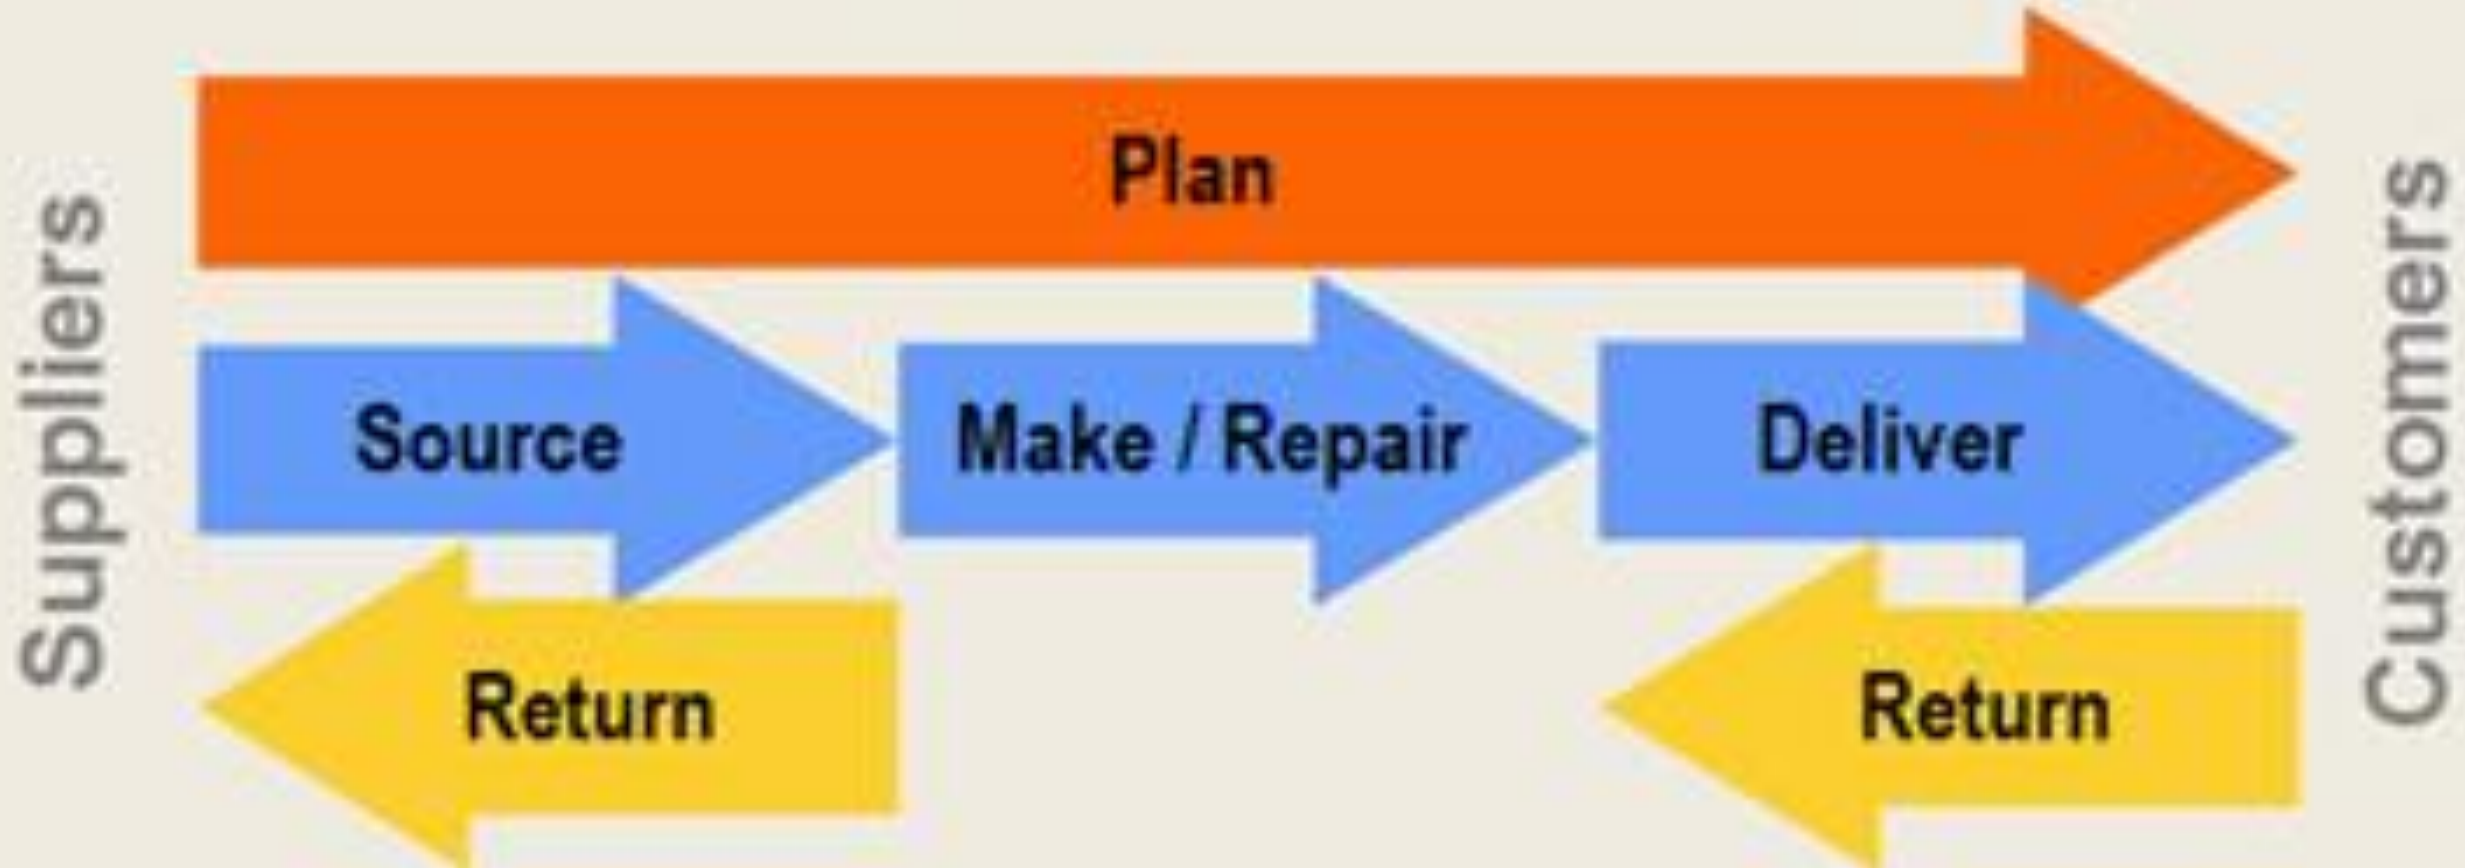 Suppliers
Plan
Source
Make / Repair
Deliver
Return
Return
Customers